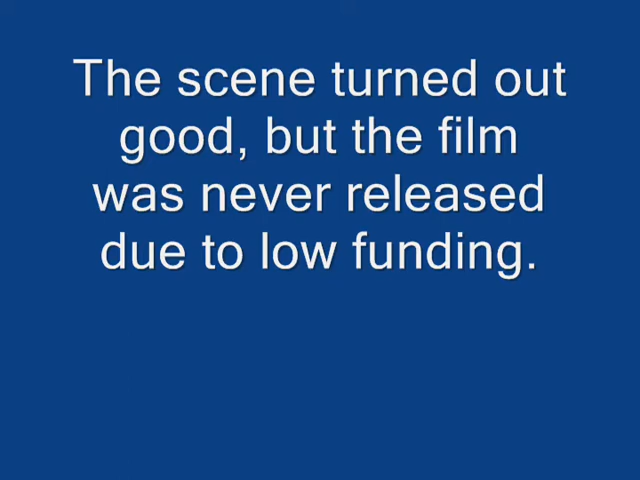 The scene turned out
good, but the film
was never released
due to low funding.